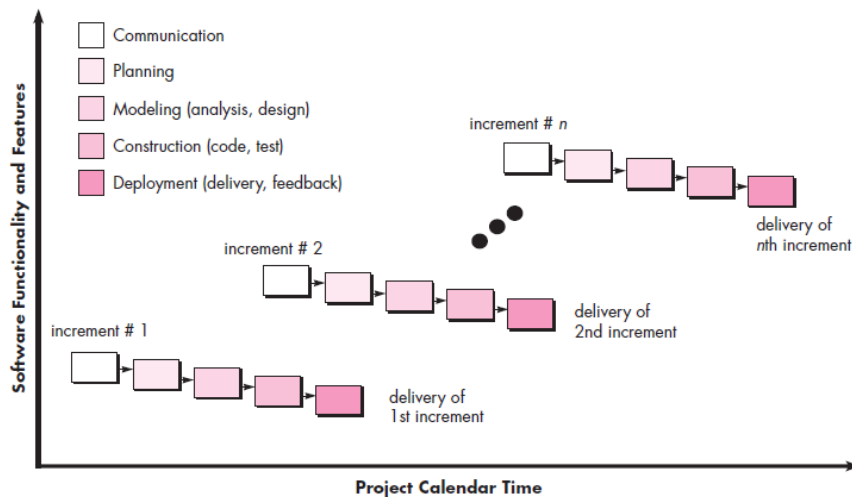 Software Functionality and Features
Communication
Planning
Modeling (analysis, design)
Construction (code, test)
Deployment (delivery, feedback)
increment # n
delivery of
nth increment
increment # 2
delivery of
2nd increment
increment # 1
delivery of
1st increment
Project Calendar Time